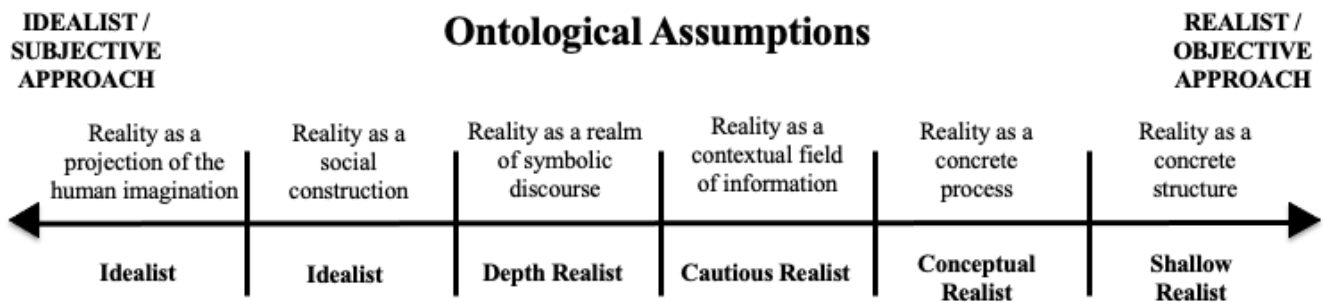 IDEALIST /
SUBJECTIVE
APPROACH
Ontological Assumptions
REALIST /
OBJECTIVE
APPROACH
Reality as a
projection of the
human imagination
Reality as a
social
construction
Reality as a realm
of symbolic
discourse
Reality as a
contextual field
of information
Reality as a
concrete
process
Reality as a
concrete
structure
Idealist
Idealist
Depth Realist
Cautious Realist
Conceptual
Realist
Shallow
Realist